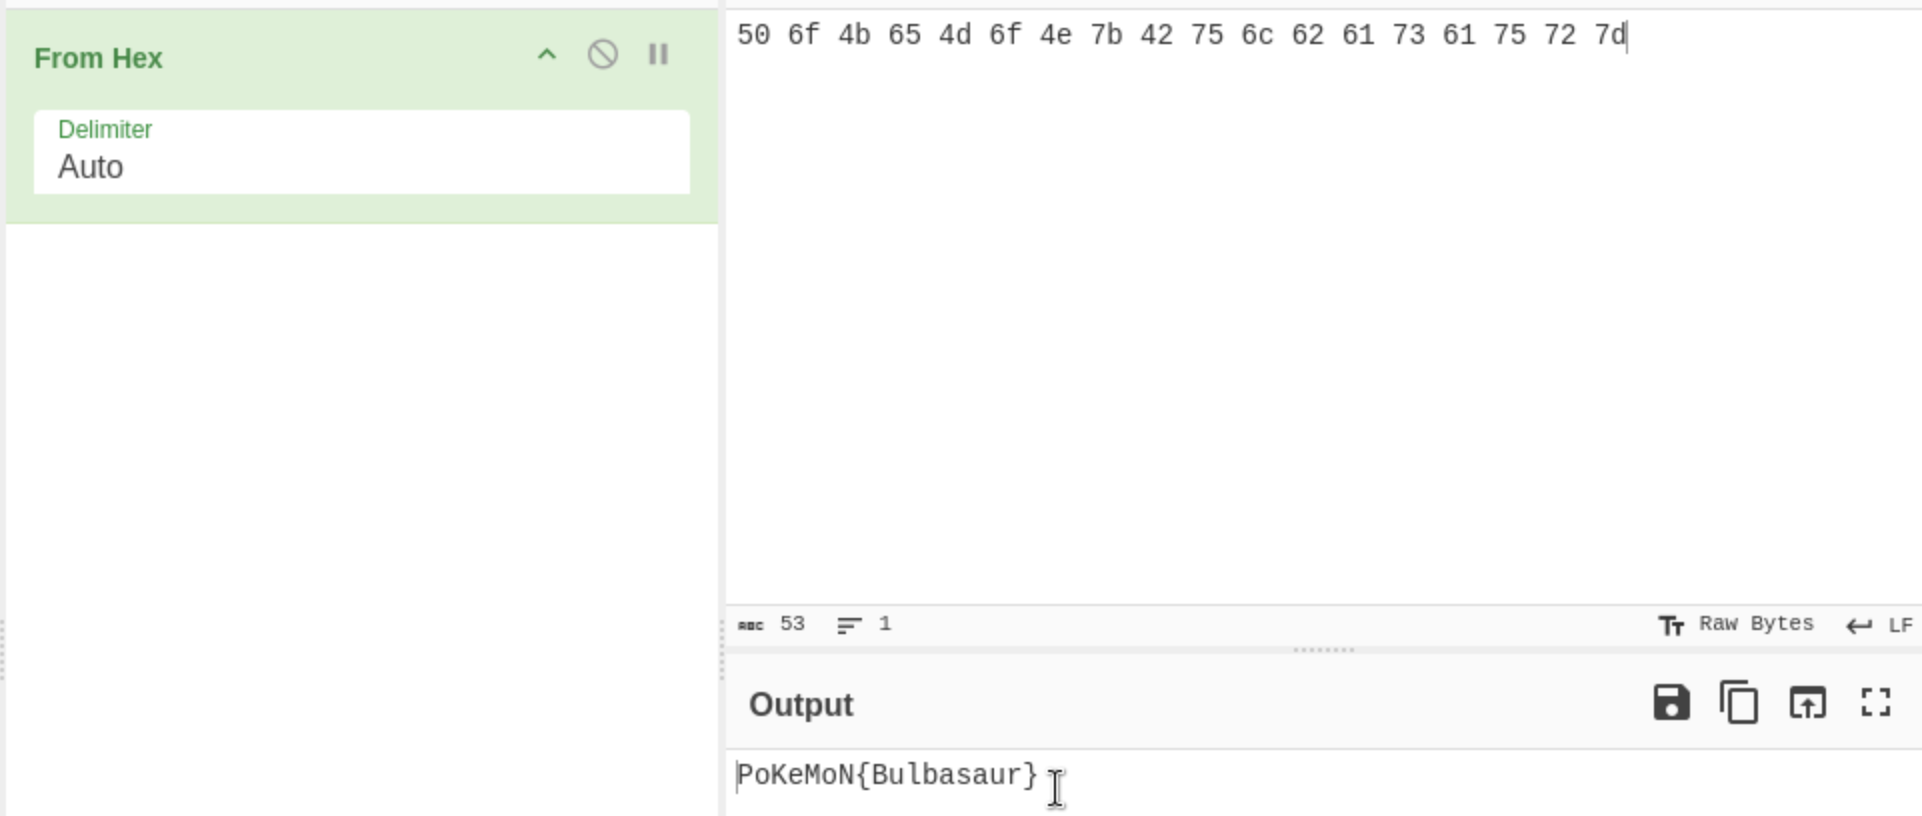 From Hex
Delimiter
Auto
50 6f 4b 65 4d 6f 4e 7b 42 75 6c 62 61 73 61 75 72 7d
ABC 53 1 Raw Bytes LF
Output
PoKeMoN{Bulbasaur}